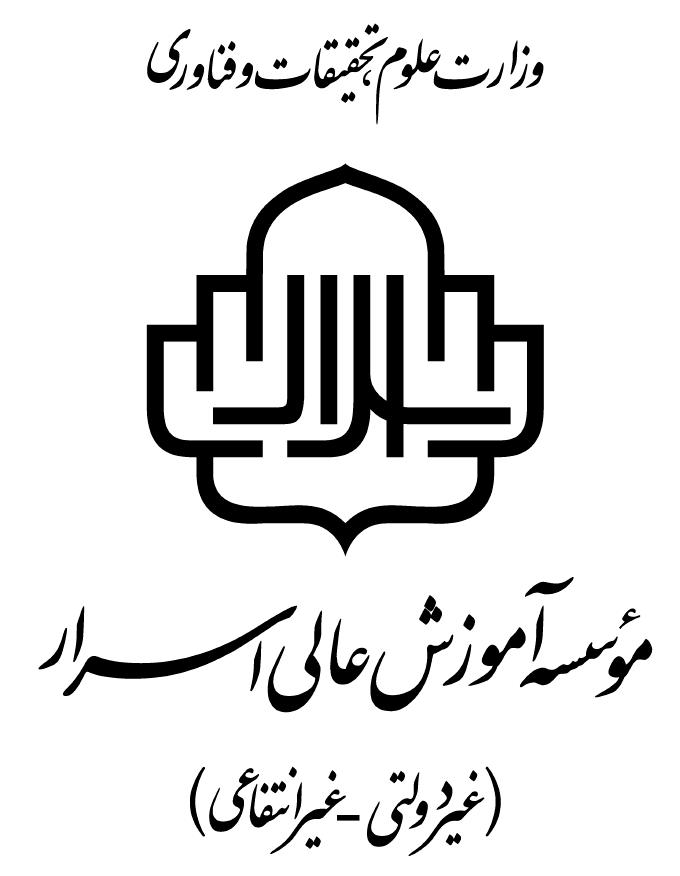 وزارت علوم، تحقیقات و فناوری
مؤسسه آموزش عالی اسرار
(غیردولتی - غیرانتفاعی)